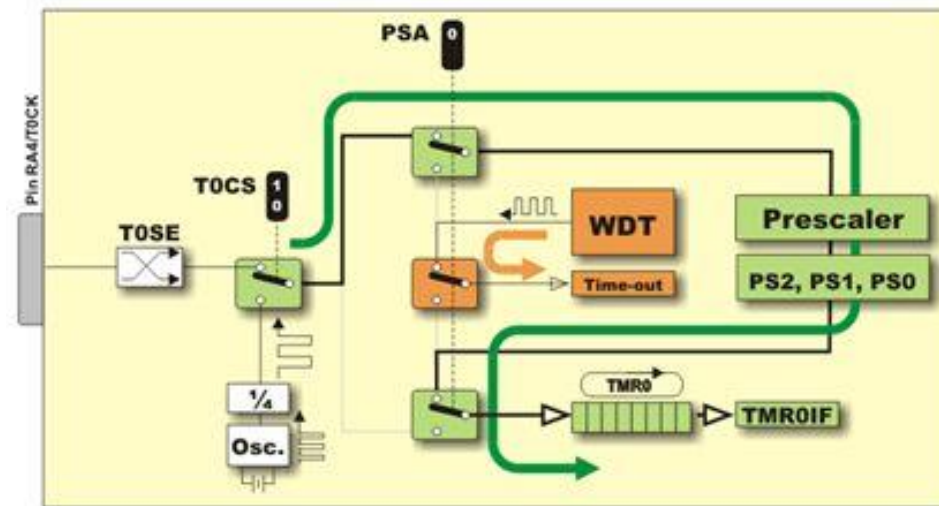 PSA
0
Pin RA4/T0CK
T0CS
1
0
T0SE
WDT
Prescaler
Time-out
PS2, PS1, PS0
¼
Osc.
TMR0
TMR0IF